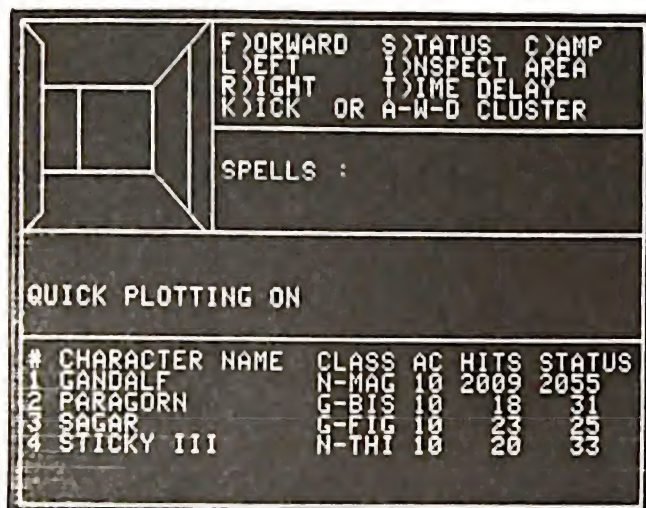 F)ORWARD S)TATUS C)AMP
L)EFT I)NSPECT AREA
R)IGHT T)IME DELAY
K)ICK OR A-W-D CLUSTER
SPELLS :
QUICK PLOTTING ON
# CHARACTER NAME CLASS AC HITS STATUS
1 GANDALF N-MAG 10 2009 2055
2 PARAGORN G-BIS 10 18 31
3 SAGAR G-FIG 10 23 25
4 STICKY III N-THI 10 20 33